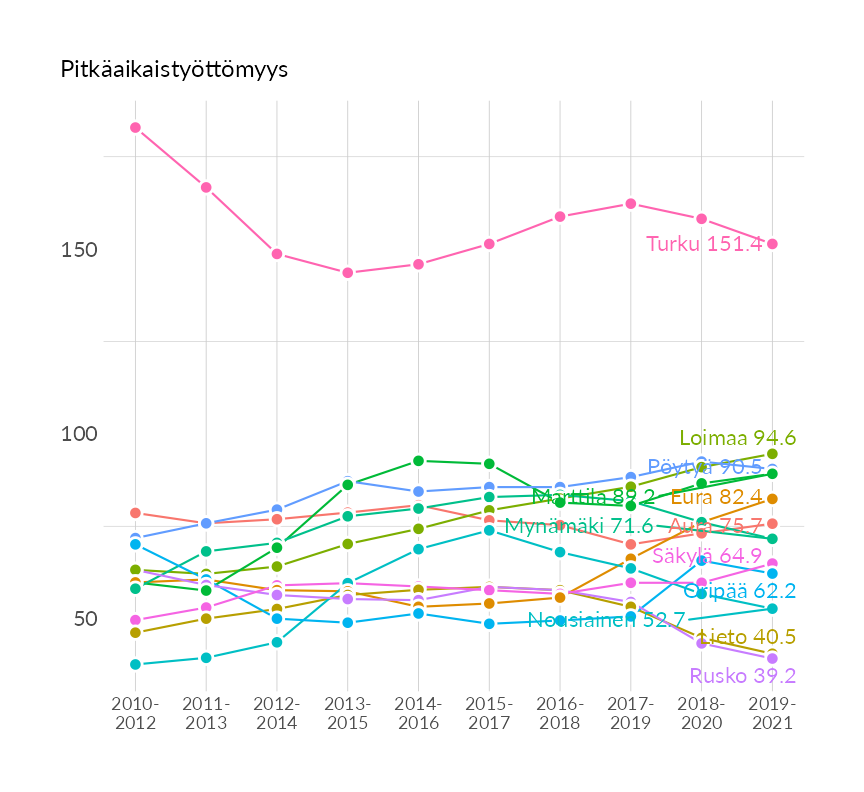 Pitkäaikaistyöttömyys
150
100
50
Turku 151.4
Loimaa 94.6
Pöytyä 90.5
Marttila 89.2
Eura 82.4
Mynämäki 71.6
Aura 75.7
Säkylä 64.9
Oripää 62.2
Nousiainen 52.7
Lieto 40.5
Rusko 39.2
2010-
2012
2011-
2013
2012-
2014
2013-
2015
2014-
2016
2015-
2017
2016-
2018
2017-
2019
2018-
2020
2019-
2021